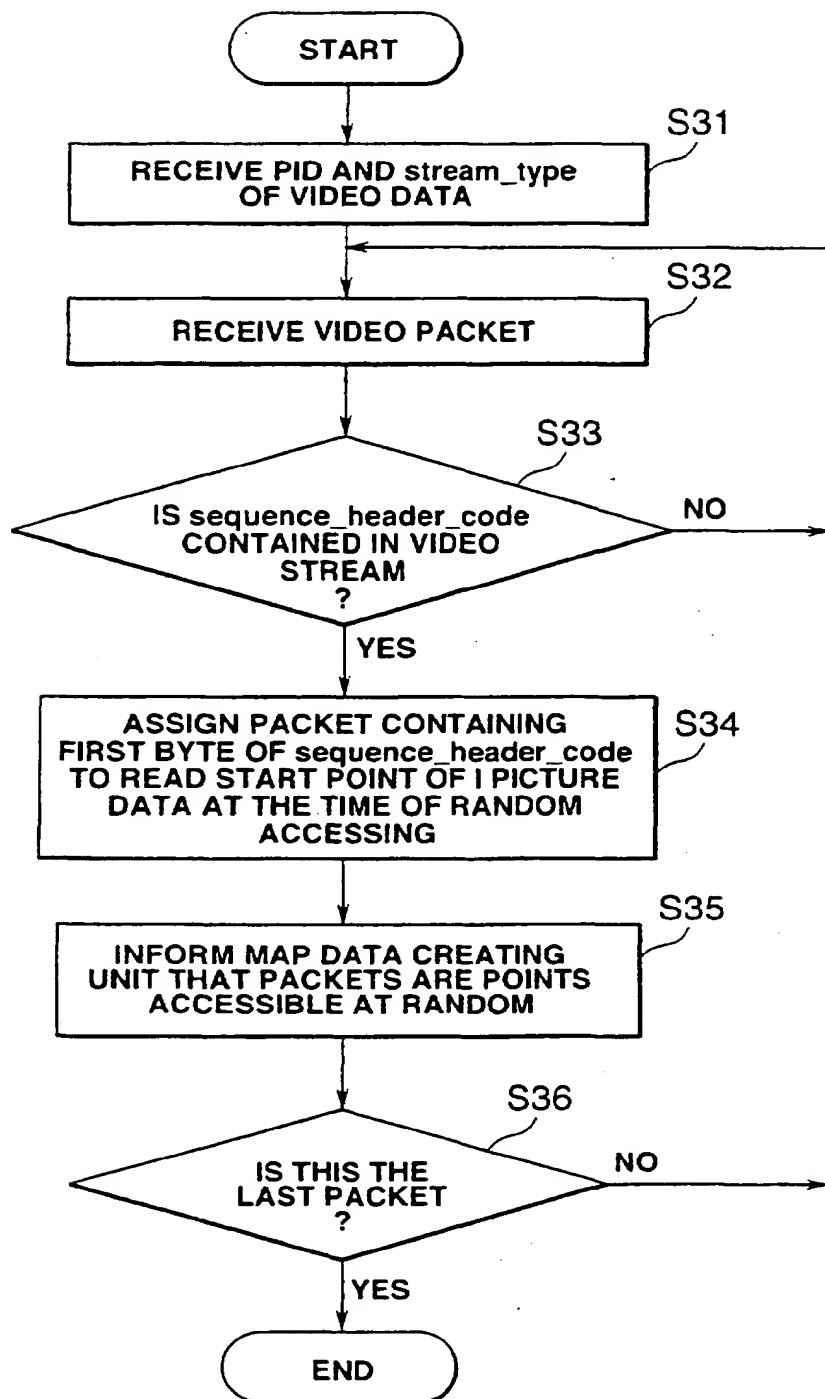 START
S31
RECEIVE PID AND stream_type
OF VIDEO DATA
S32
RECEIVE VIDEO PACKET
S33
IS sequence_header_code
CONTAINED IN VIDEO
STREAM
?
NO
YES
S34
ASSIGN PACKET CONTAINING
FIRST BYTE OF sequence_header_code
TO READ START POINT OF I PICTURE
DATA AT THE TIME OF RANDOM
ACCESSING
S35
INFORM MAP DATA CREATING
UNIT THAT PACKETS ARE POINTS
ACCESSIBLE AT RANDOM
S36
IS THIS THE
LAST PACKET
?
NO
YES
END